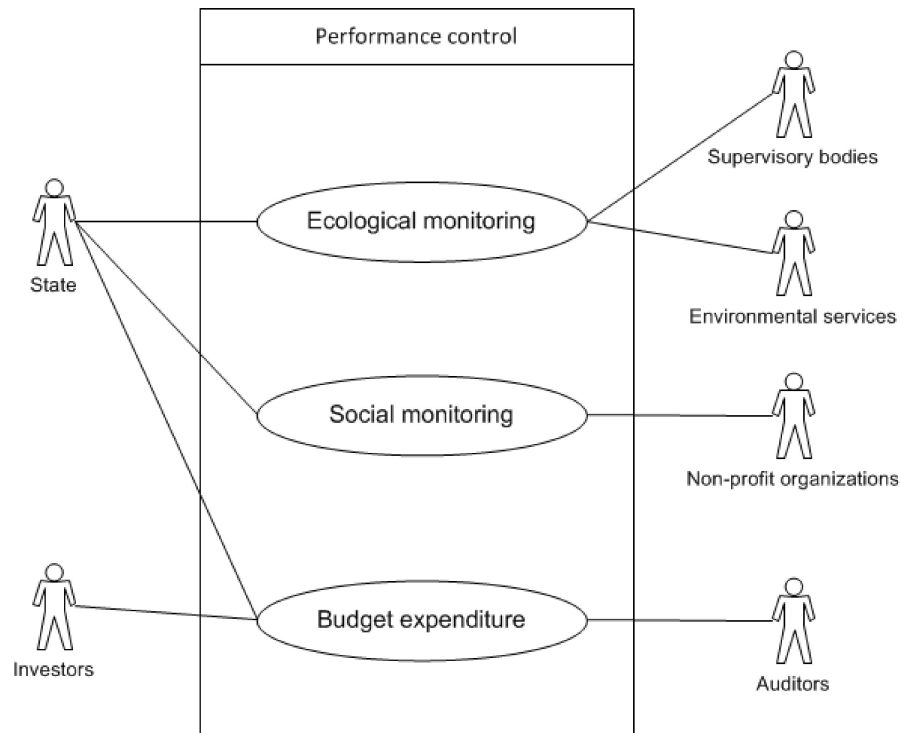 Performance control
Supervisory bodies
Ecological monitoring
State
Environmental services
Social monitoring
Non-profit organizations
Budget expenditure
Investors
Auditors